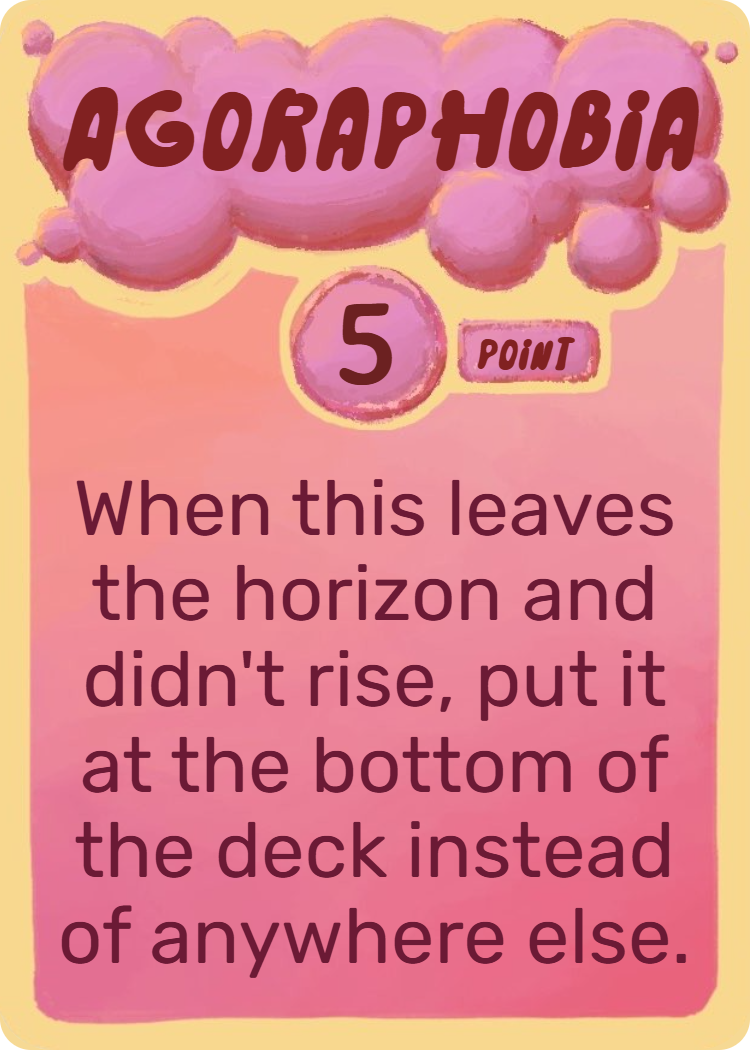 AGORAPHOBIA
5
POINT
When this leaves
the horizon and
didn't rise, put it
at the bottom of
the deck instead
of anywhere else.